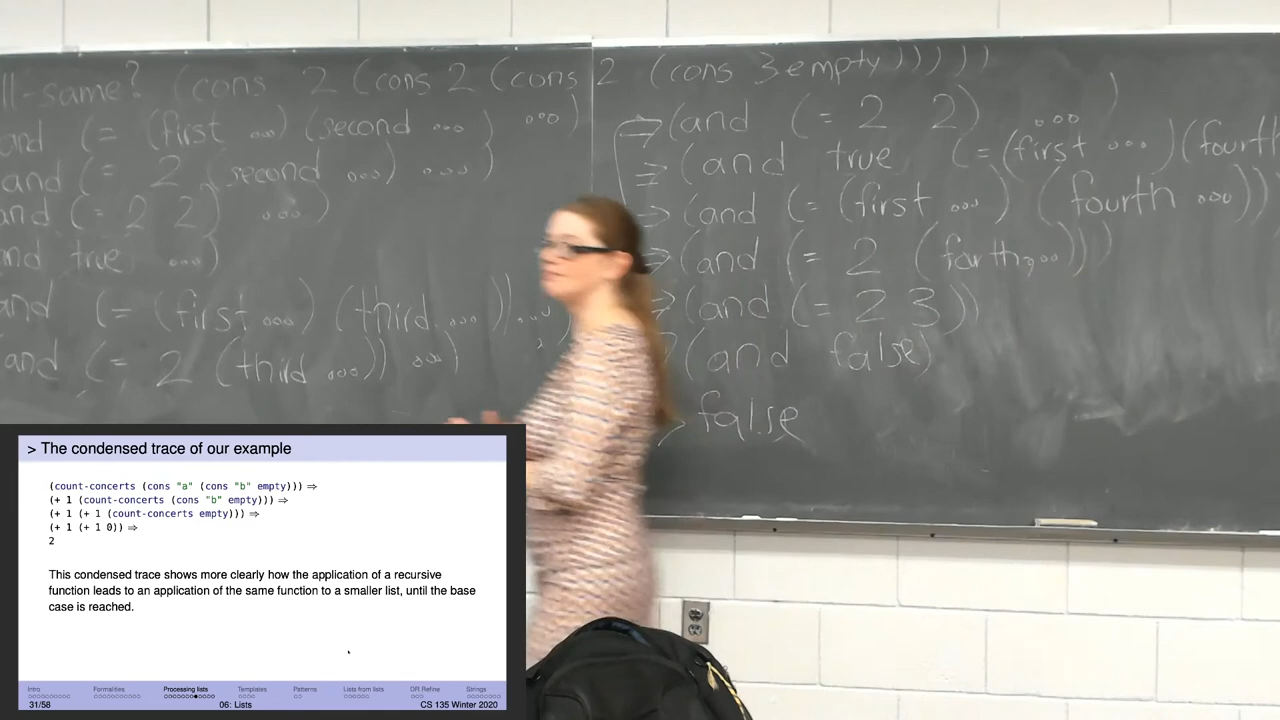 ll-same? (cons 2 (cons 2 (cons 2 (cons 3 empty)))))
and (= (first ...) (second ...) ...)
and (= 2 (second ...) ...)
and (= 2 2) ...)
and true ...)
and (= (first ...) (third ...)) ...
and (= 2 (third ...)) ...)
⇒ (and (= 2 2) ...)
⇒ (and true (= (first ...) (fourth
⇒ (and (= (first ...) (fourth ...))
⇒ (and (= 2 (forth ...)))
⇒ (and (= 2 3))
(and false)
false
> The condensed trace of our example
(count-concerts (cons "a" (cons "b" empty))) ⇒
(+ 1 (count-concerts (cons "b" empty))) ⇒
(+ 1 (+ 1 (count-concerts empty))) ⇒
(+ 1 (+ 1 0)) ⇒
2
This condensed trace shows more clearly how the application of a recursive
function leads to an application of the same function to a smaller list, until the base
case is reached.
Intro Formalities Processing lists Templates Patterns Lists from lists DR Refine Strings
31/58 06: Lists CS 135 Winter 2020